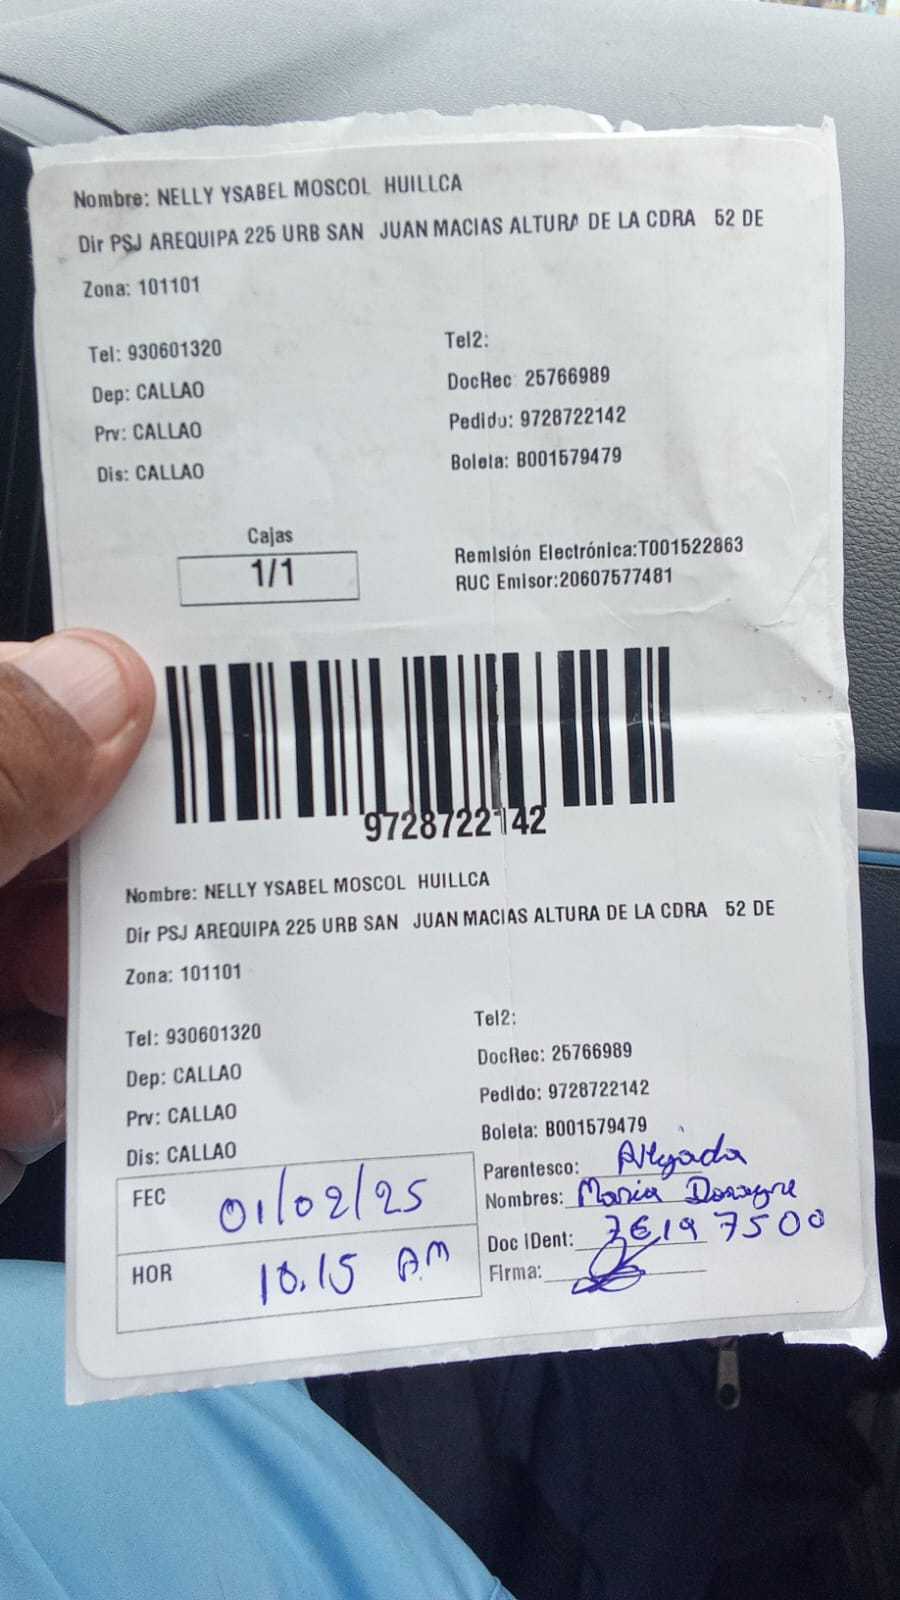 Nombre: NELLY YSABEL MOSCOL HUILLCA
Dir PSJ AREQUIPA 225 URB SAN JUAN MACIAS ALTURA DE LA CDRA 52 DE
Zona: 101101
Tel: 930601320
Tel2:
Dep: CALLAO
DocRec: 25766989
Prv: CALLAO
Pedido: 9728722142
Dis: CALLAO
Boleta: B001579479
Cajas
1/1
Remisión Electrónica:T001522863
RUC Emisor:20607577481
9728722142
Nombre: NELLY YSABEL MOSCOL HUILLCA
Dir PSJ AREQUIPA 225 URB SAN JUAN MACIAS ALTURA DE LA CDRA 52 DE
Zona: 101101
Tel: 930601320
Tel2:
Dep: CALLAO
DocRec: 25766989
Prv: CALLAO
Pedido: 9728722142
Dis: CALLAO
Boleta: B001579479
FEC 01/02/25
HOR 10.15 A.M
Parentesco:
Nombres: Maria
Doc iDent:
Firma: